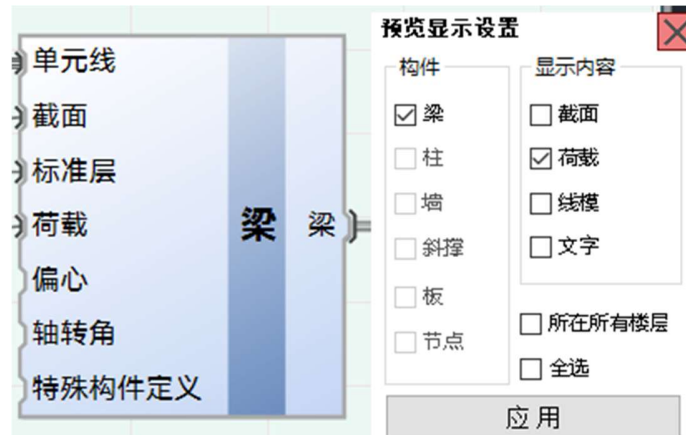 单元线
截面
标准层
荷载
偏心
轴转角
特殊构件定义
梁
梁
预览显示设置
构件
梁
柱
墙
斜撑
板
节点
显示内容
截面
荷载
线模
文字
所在所有楼层
全选
应用